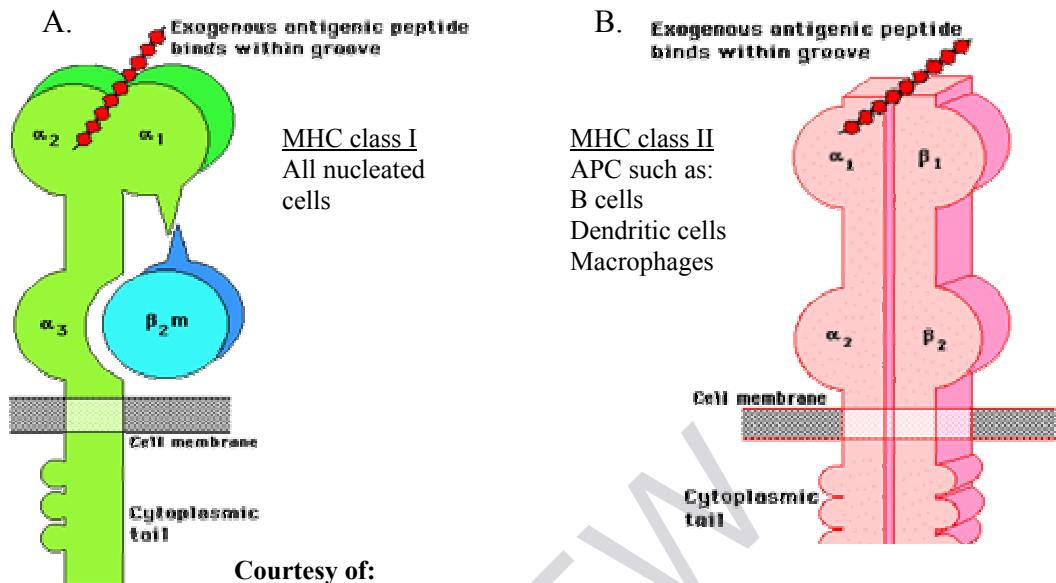 A.
Exogenous antigenic peptide
binds within groove
α2
α1
MHC class I
All nucleated
cells
α3
β2m
Cell membrane
Cytoplasmic
tail
Courtesy of:
B.
Exogenous antigenic peptide
binds within groove
MHC class II
APC such as:
B cells
Dendritic cells
Macrophages
α1
β1
α2
β2
Cell membrane
Cytoplasmic
tail
EW